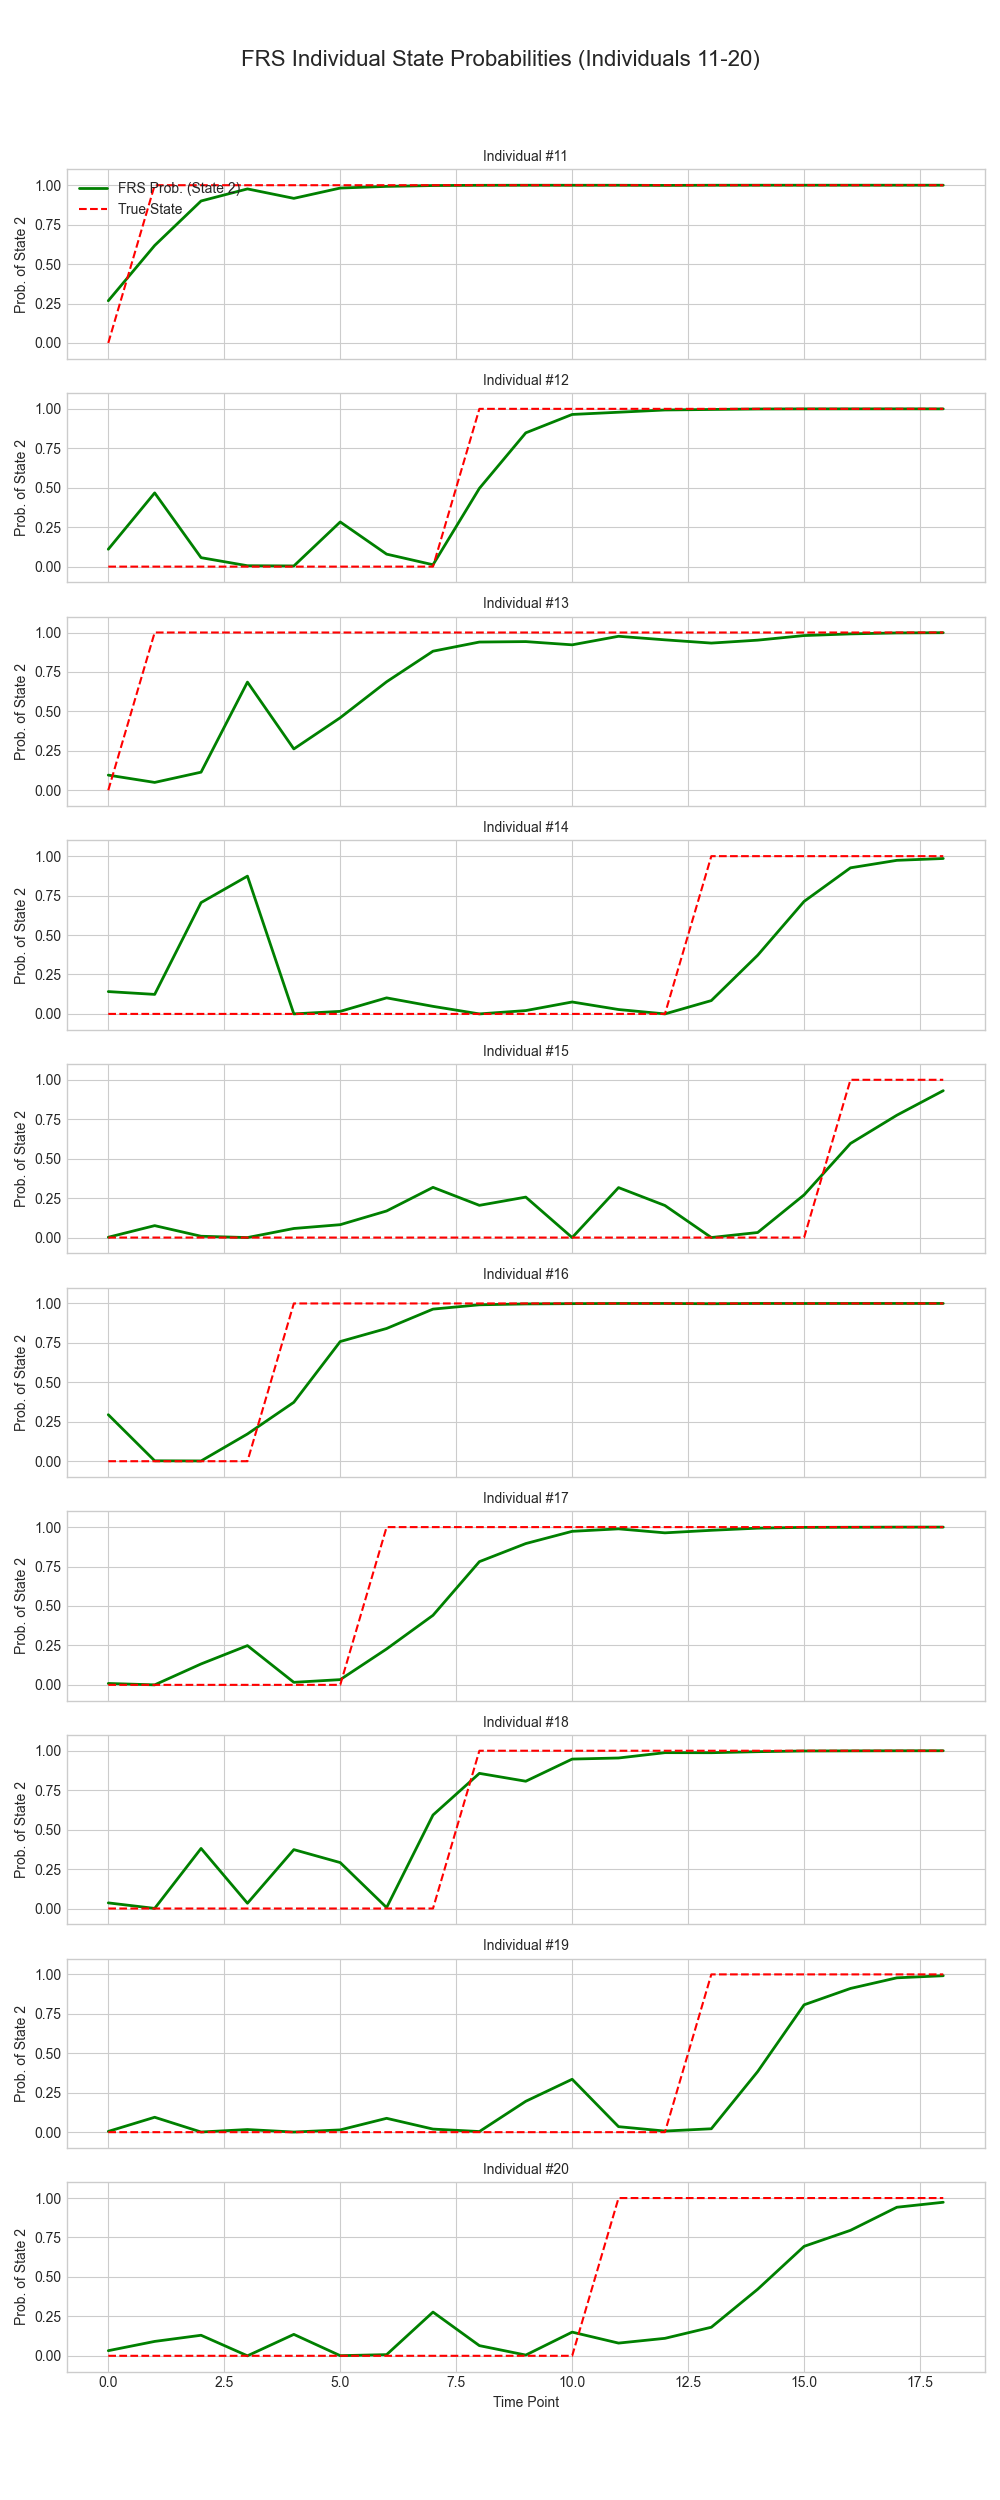 FRS Individual State Probabilities (Individuals 11-20)
Individual #11
FRS Prob. (State 2)
True State
1.00
0.75
0.50
0.25
0.00
Prob. of State 2
Individual #12
1.00
0.75
0.50
0.25
0.00
Prob. of State 2
Individual #13
1.00
0.75
0.50
0.25
0.00
Prob. of State 2
Individual #14
1.00
0.75
0.50
0.25
0.00
Prob. of State 2
Individual #15
1.00
0.75
0.50
0.25
0.00
Prob. of State 2
Individual #16
1.00
0.75
0.50
0.25
0.00
Prob. of State 2
Individual #17
1.00
0.75
0.50
0.25
0.00
Prob. of State 2
Individual #18
1.00
0.75
0.50
0.25
0.00
Prob. of State 2
Individual #19
1.00
0.75
0.50
0.25
0.00
Prob. of State 2
Individual #20
1.00
0.75
0.50
0.25
0.00
Prob. of State 2
0.0 2.5 5.0 7.5 10.0 12.5 15.0 17.5
Time Point